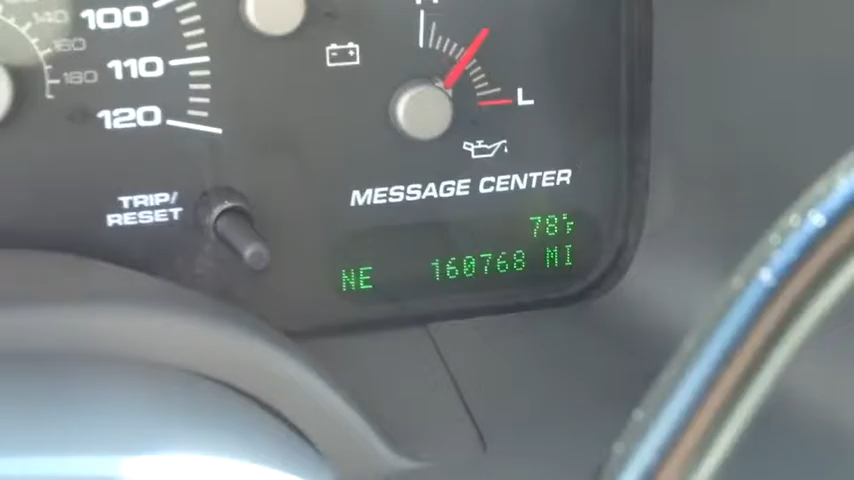 140
100
160
110
180
120
L
TRIP/
RESET
MESSAGE CENTER
78°F
NE 160768 MI